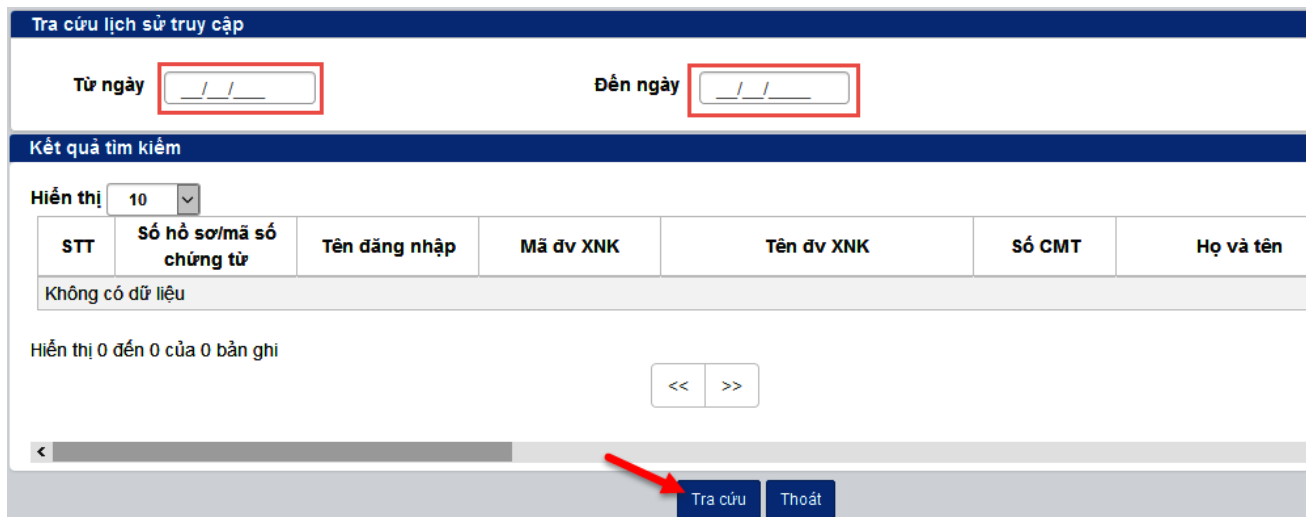 Tra cứu lịch sử truy cập
Từ ngày __/__/____ Đến ngày __/__/____
Kết quả tìm kiếm
Hiển thị 10
STT Số hồ sơ/mã số chứng từ Tên đăng nhập Mã đv XNK Tên đv XNK Số CMT Họ và tên
Không có dữ liệu
Hiển thị 0 đến 0 của 0 bản ghi
<< >>
Tra cứu Thoát